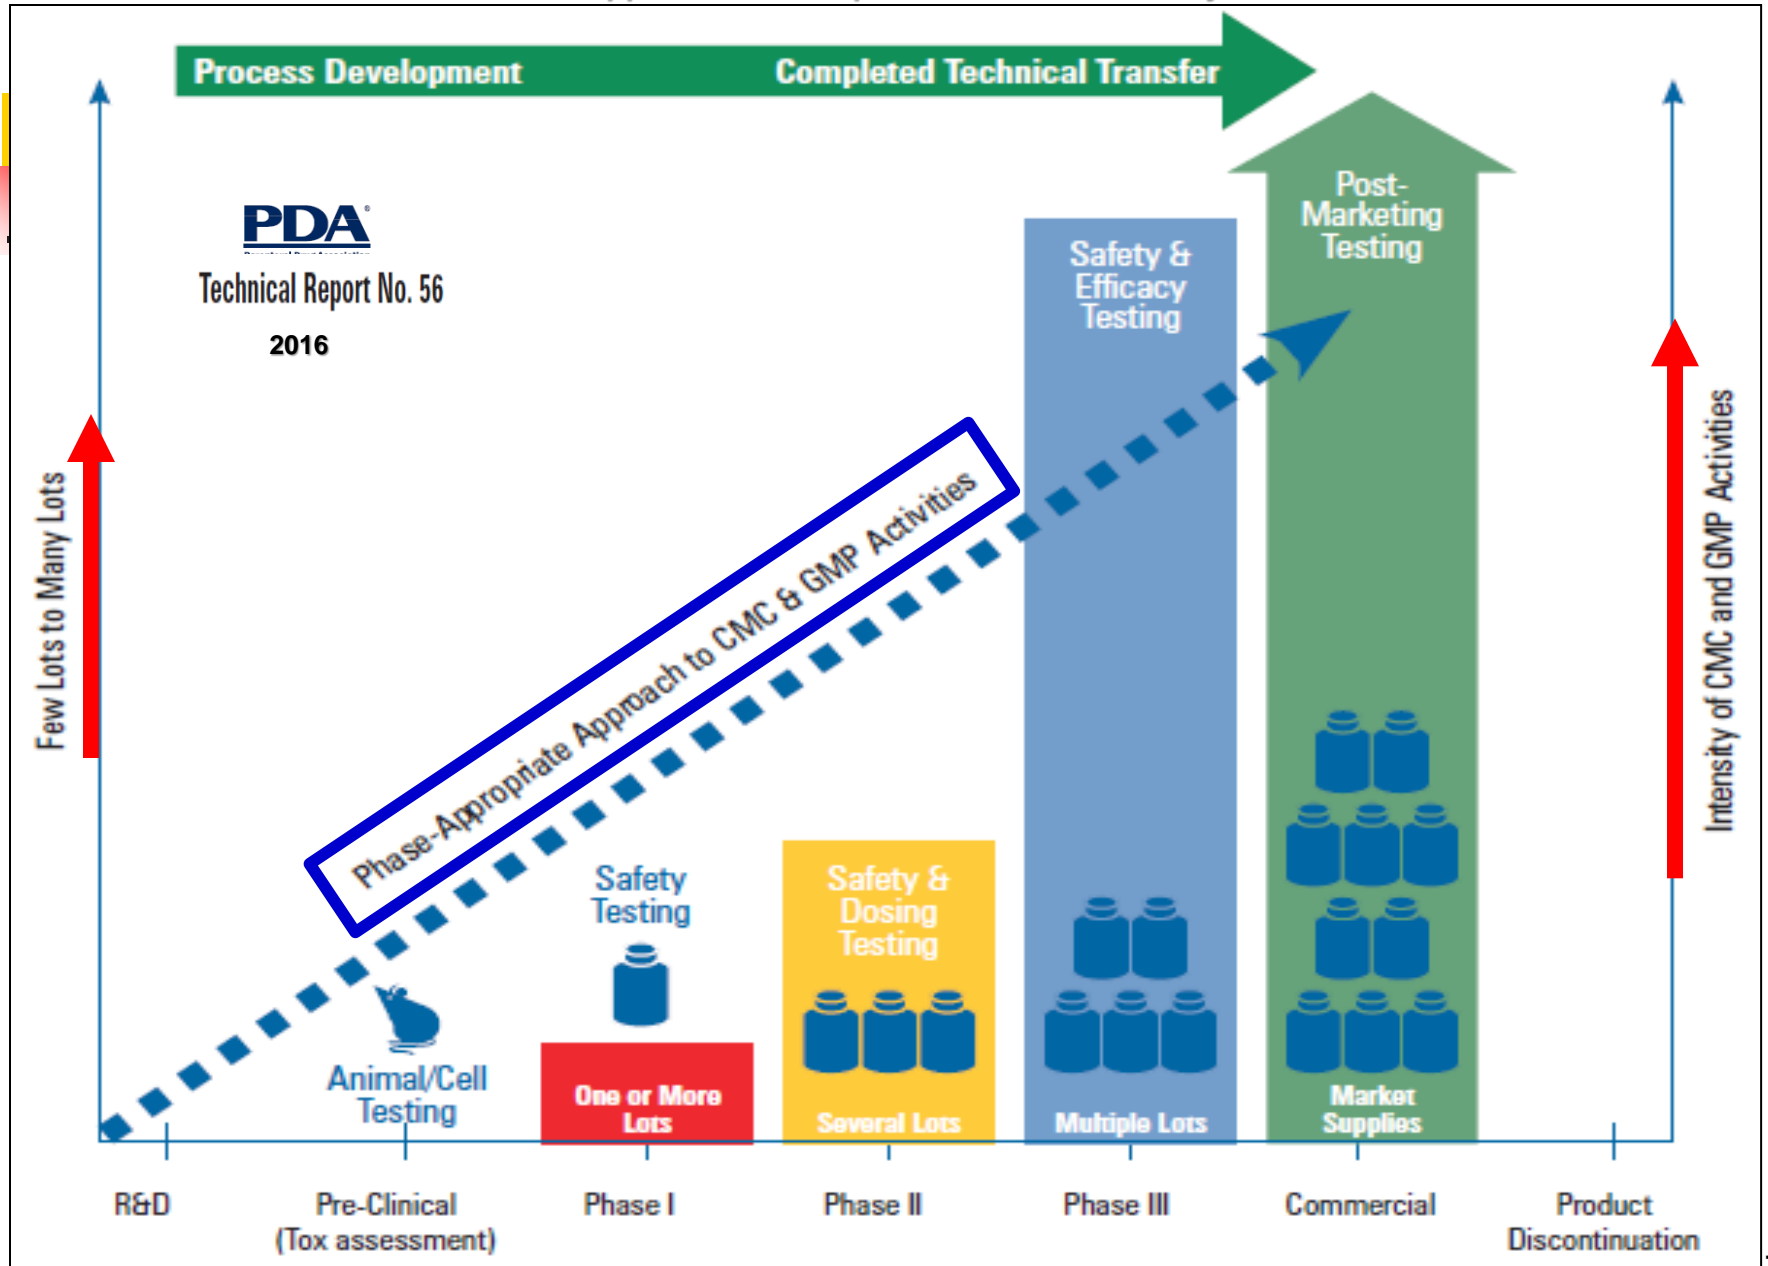 Process Development
Completed Technical Transfer
PDA®
Technical Report No. 56
2016
Post-
Marketing
Testing
Safety &
Efficacy
Testing
Few Lots to Many Lots
Phase-Appropriate Approach to CMC & GMP Activities
Intensity of CMC and GMP Activities
Safety
Testing
Safety &
Dosing
Testing
Animal/Cell
Testing
One or More
Lots
Several Lots
Multiple Lots
Market
Supplies
R&D
Pre-Clinical
(Tox assessment)
Phase I
Phase II
Phase III
Commercial
Product
Discontinuation